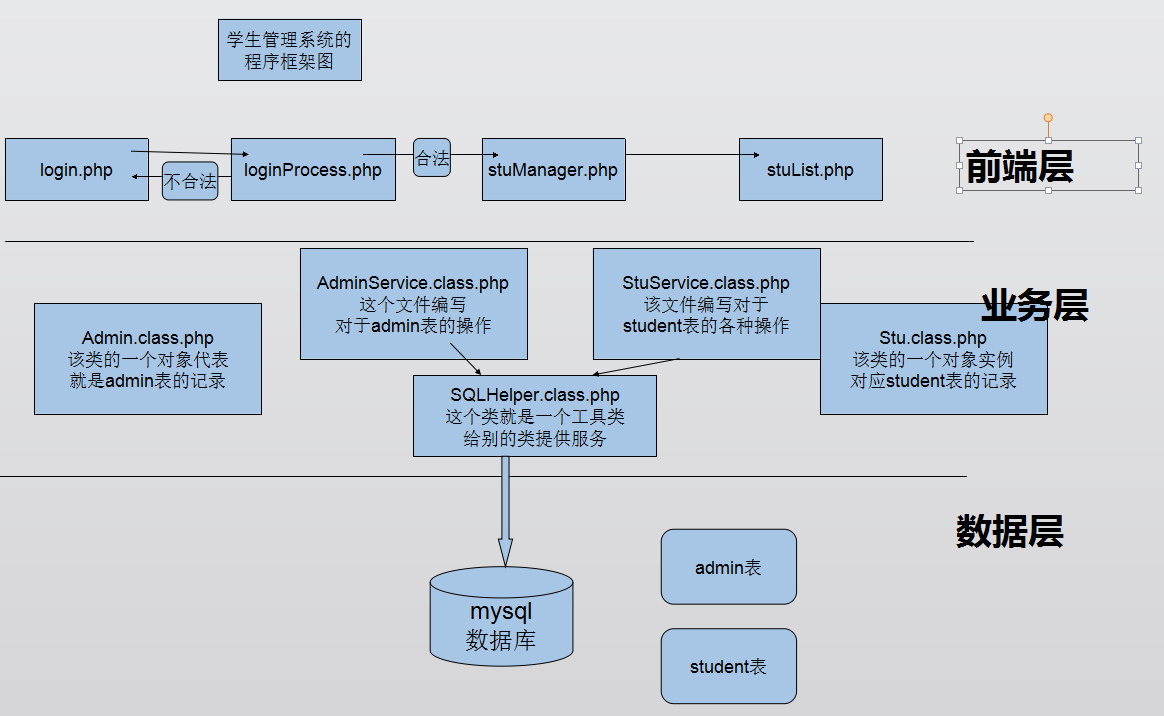 学生管理系统的
程序框架图
login.php
不合法
loginProcess.php
合法
stuManager.php
stuList.php
前端层
Admin.class.php
该类的一个对象代表
就是admin表的记录
AdminService.class.php
这个文件编写
对于admin表的操作
StuService.class.php
该文件编写对于
student表的各种操作
业务层
Stu.class.php
该类的一个对象实例
对应student表的记录
SQLHelper.class.php
这个类就是一个工具类
给别的类提供服务
数据层
mysql
数据库
admin表
student表